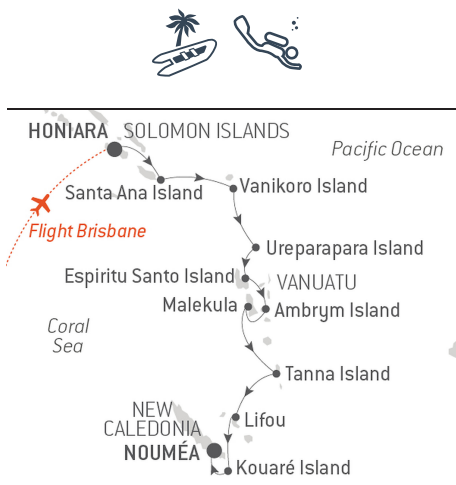 HONIARA SOLOMON ISLANDS
Pacific Ocean
Santa Ana Island
Vanikoro Island
Flight Brisbane
Ureparapara Island
Espiritu Santo Island
VANUATU
Malekula
Ambrym Island
Coral
Sea
Tanna Island
NEW
CALEDONIA
Lifou
NOUMÉA
Kouaré Island